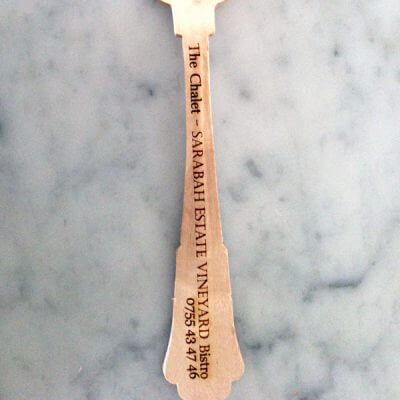 The Chalet - SARABAH ESTATE VINEYARD Bistro
0755 43 47 46